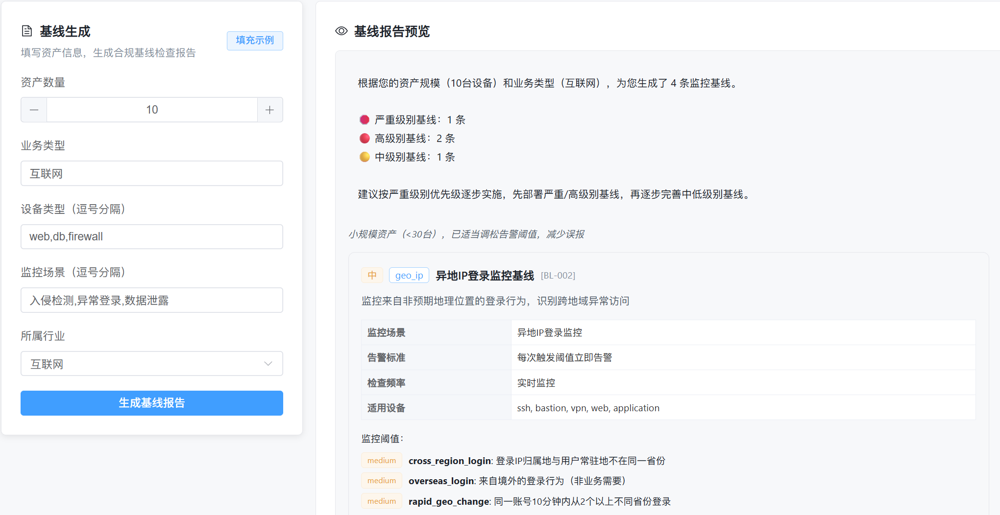 基线生成
填写资产信息，生成合规基线检查报告
填充示例
资产数量
10
业务类型
互联网
设备类型（逗号分隔）
web,db,firewall
监控场景（逗号分隔）
入侵检测,异常登录,数据泄露
所属行业
互联网
生成基线报告
基线报告预览
根据您的资产规模（10台设备）和业务类型（互联网），为您生成了 4 条监控基线。
严重级别基线：1 条
高级别基线：2 条
中级别基线：1 条
建议按严重级别优先级逐步实施，先部署严重/高级别基线，再逐步完善中低级别基线。
小规模资产（<30台），已适当调松告警阈值，减少误报
中 geo_ip 异地IP登录监控基线 [BL-002]
监控来自非预期地理位置的登录行为，识别跨地域异常访问
监控场景 异地IP登录监控
告警标准 每次触发阈值立即告警
检查频率 实时监控
适用设备 ssh, bastion, vpn, web, application
监控阈值：
medium cross_region_login: 登录IP归属地与用户常驻地不在同一省份
medium overseas_login: 来自境外的登录行为（非业务需要）
medium rapid_geo_change: 同一账号10分钟内从2个以上不同省份登录